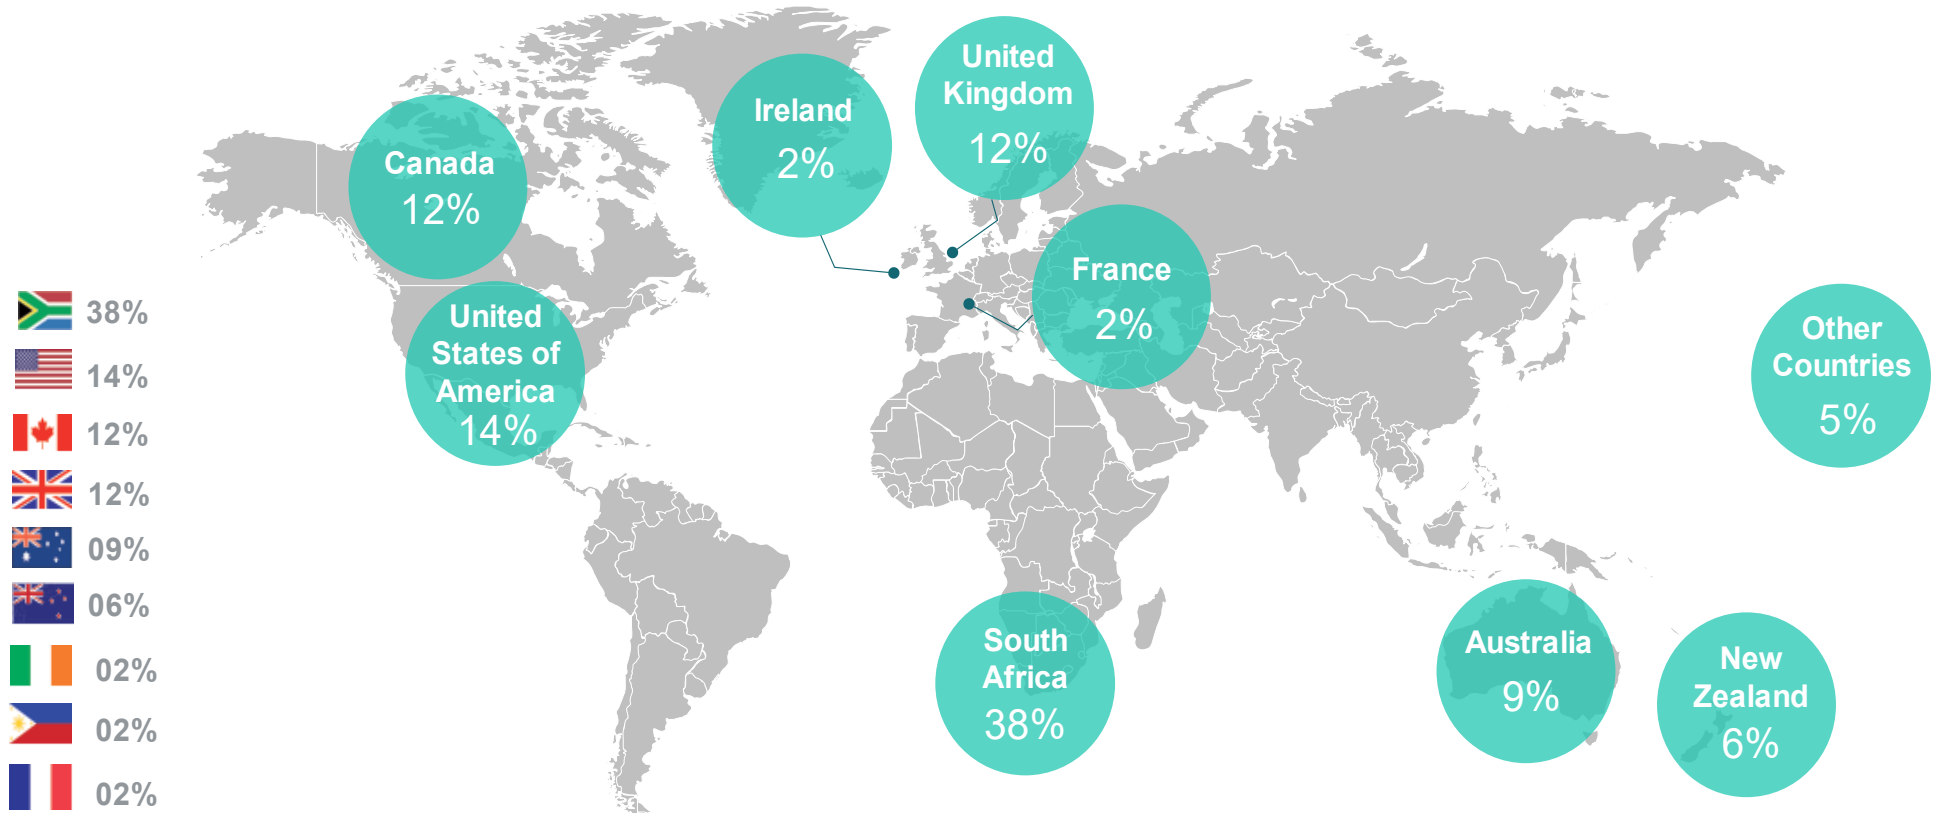 38%
14%
12%
12%
09%
06%
02%
02%
02%
Canada
12%
United
States of
America
14%
Ireland
2%
United
Kingdom
12%
France
2%
South
Africa
38%
Other
Countries
5%
Australia
9%
New
Zealand
6%